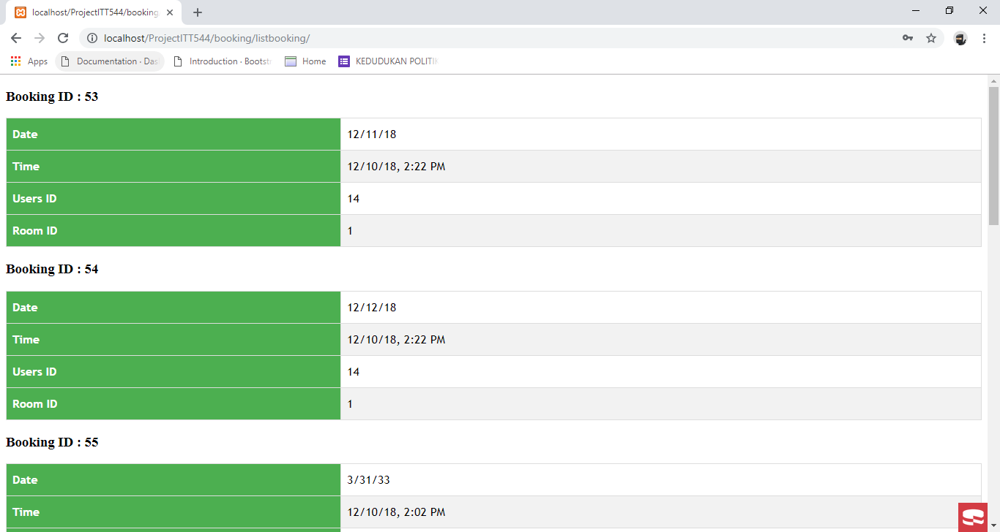 localhost/ProjectITT544/booking
localhost/ProjectITT544/booking/listbooking/
Apps Documentation · Das Introduction · Bootst Home KEDUDUKAN POLITIK
Booking ID : 53
Date 12/11/18
Time 12/10/18, 2:22 PM
Users ID 14
Room ID 1
Booking ID : 54
Date 12/12/18
Time 12/10/18, 2:22 PM
Users ID 14
Room ID 1
Booking ID : 55
Date 3/31/33
Time 12/10/18, 2:02 PM